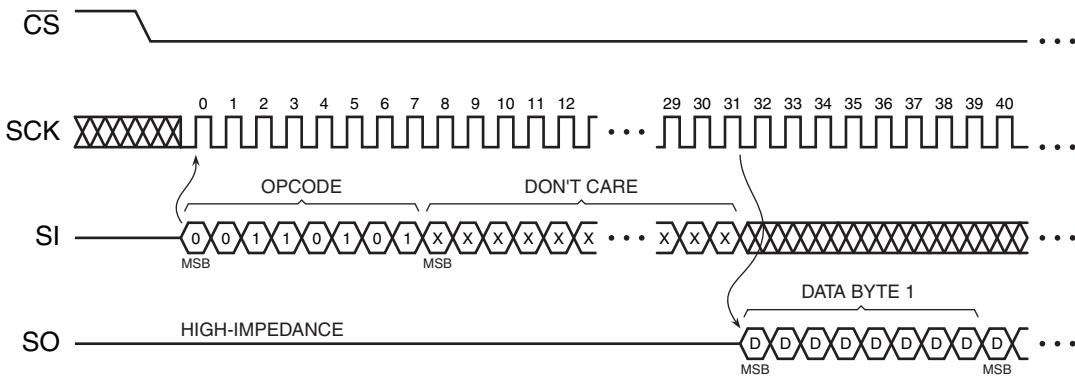 CS
0 1 2 3 4 5 6 7 8 9 10 11 12 29 30 31 32 33 34 35 36 37 38 39 40
SCK
OPCODE DON'T CARE
SI 0 0 1 1 0 1 0 1 X X X X X X X X X
MSB MSB
DATA BYTE 1
HIGH-IMPEDANCE
SO D D D D D D D D D
MSB MSB